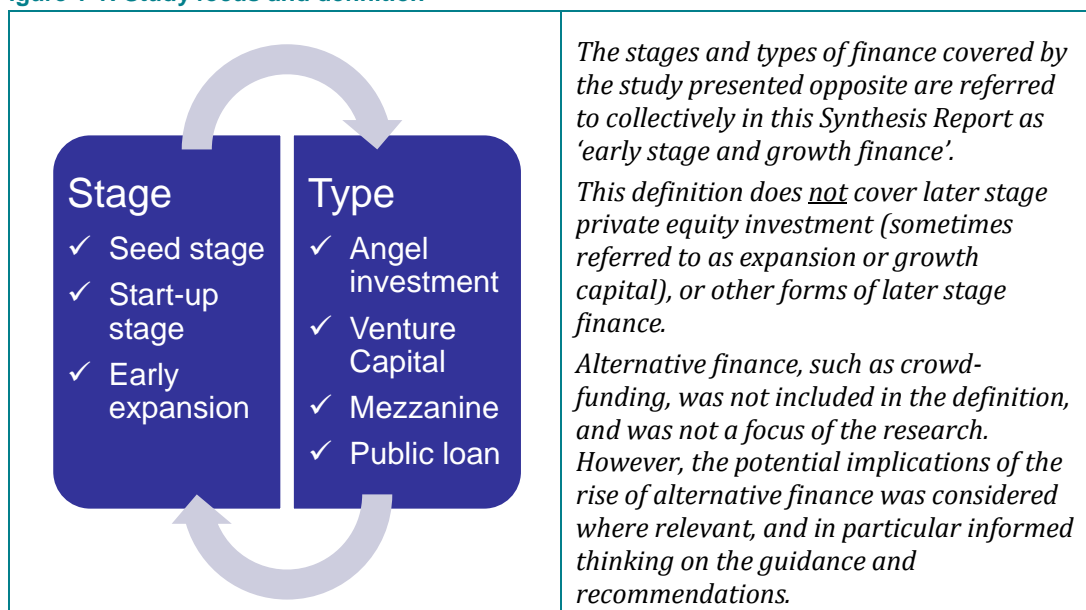 Stage
✓ Seed stage
✓ Start-up
stage
✓ Early
expansion
Type
✓ Angel
investment
✓ Venture
Capital
✓ Mezzanine
✓ Public loan
The stages and types of finance covered by
the study presented opposite are referred
to collectively in this Synthesis Report as
‘early stage and growth finance’.
This definition does not cover later stage
private equity investment (sometimes
referred to as expansion or growth
capital), or other forms of later stage
finance.
Alternative finance, such as crowd-
funding, was not included in the definition,
and was not a focus of the research.
However, the potential implications of the
rise of alternative finance was considered
where relevant, and in particular informed
thinking on the guidance and
recommendations.